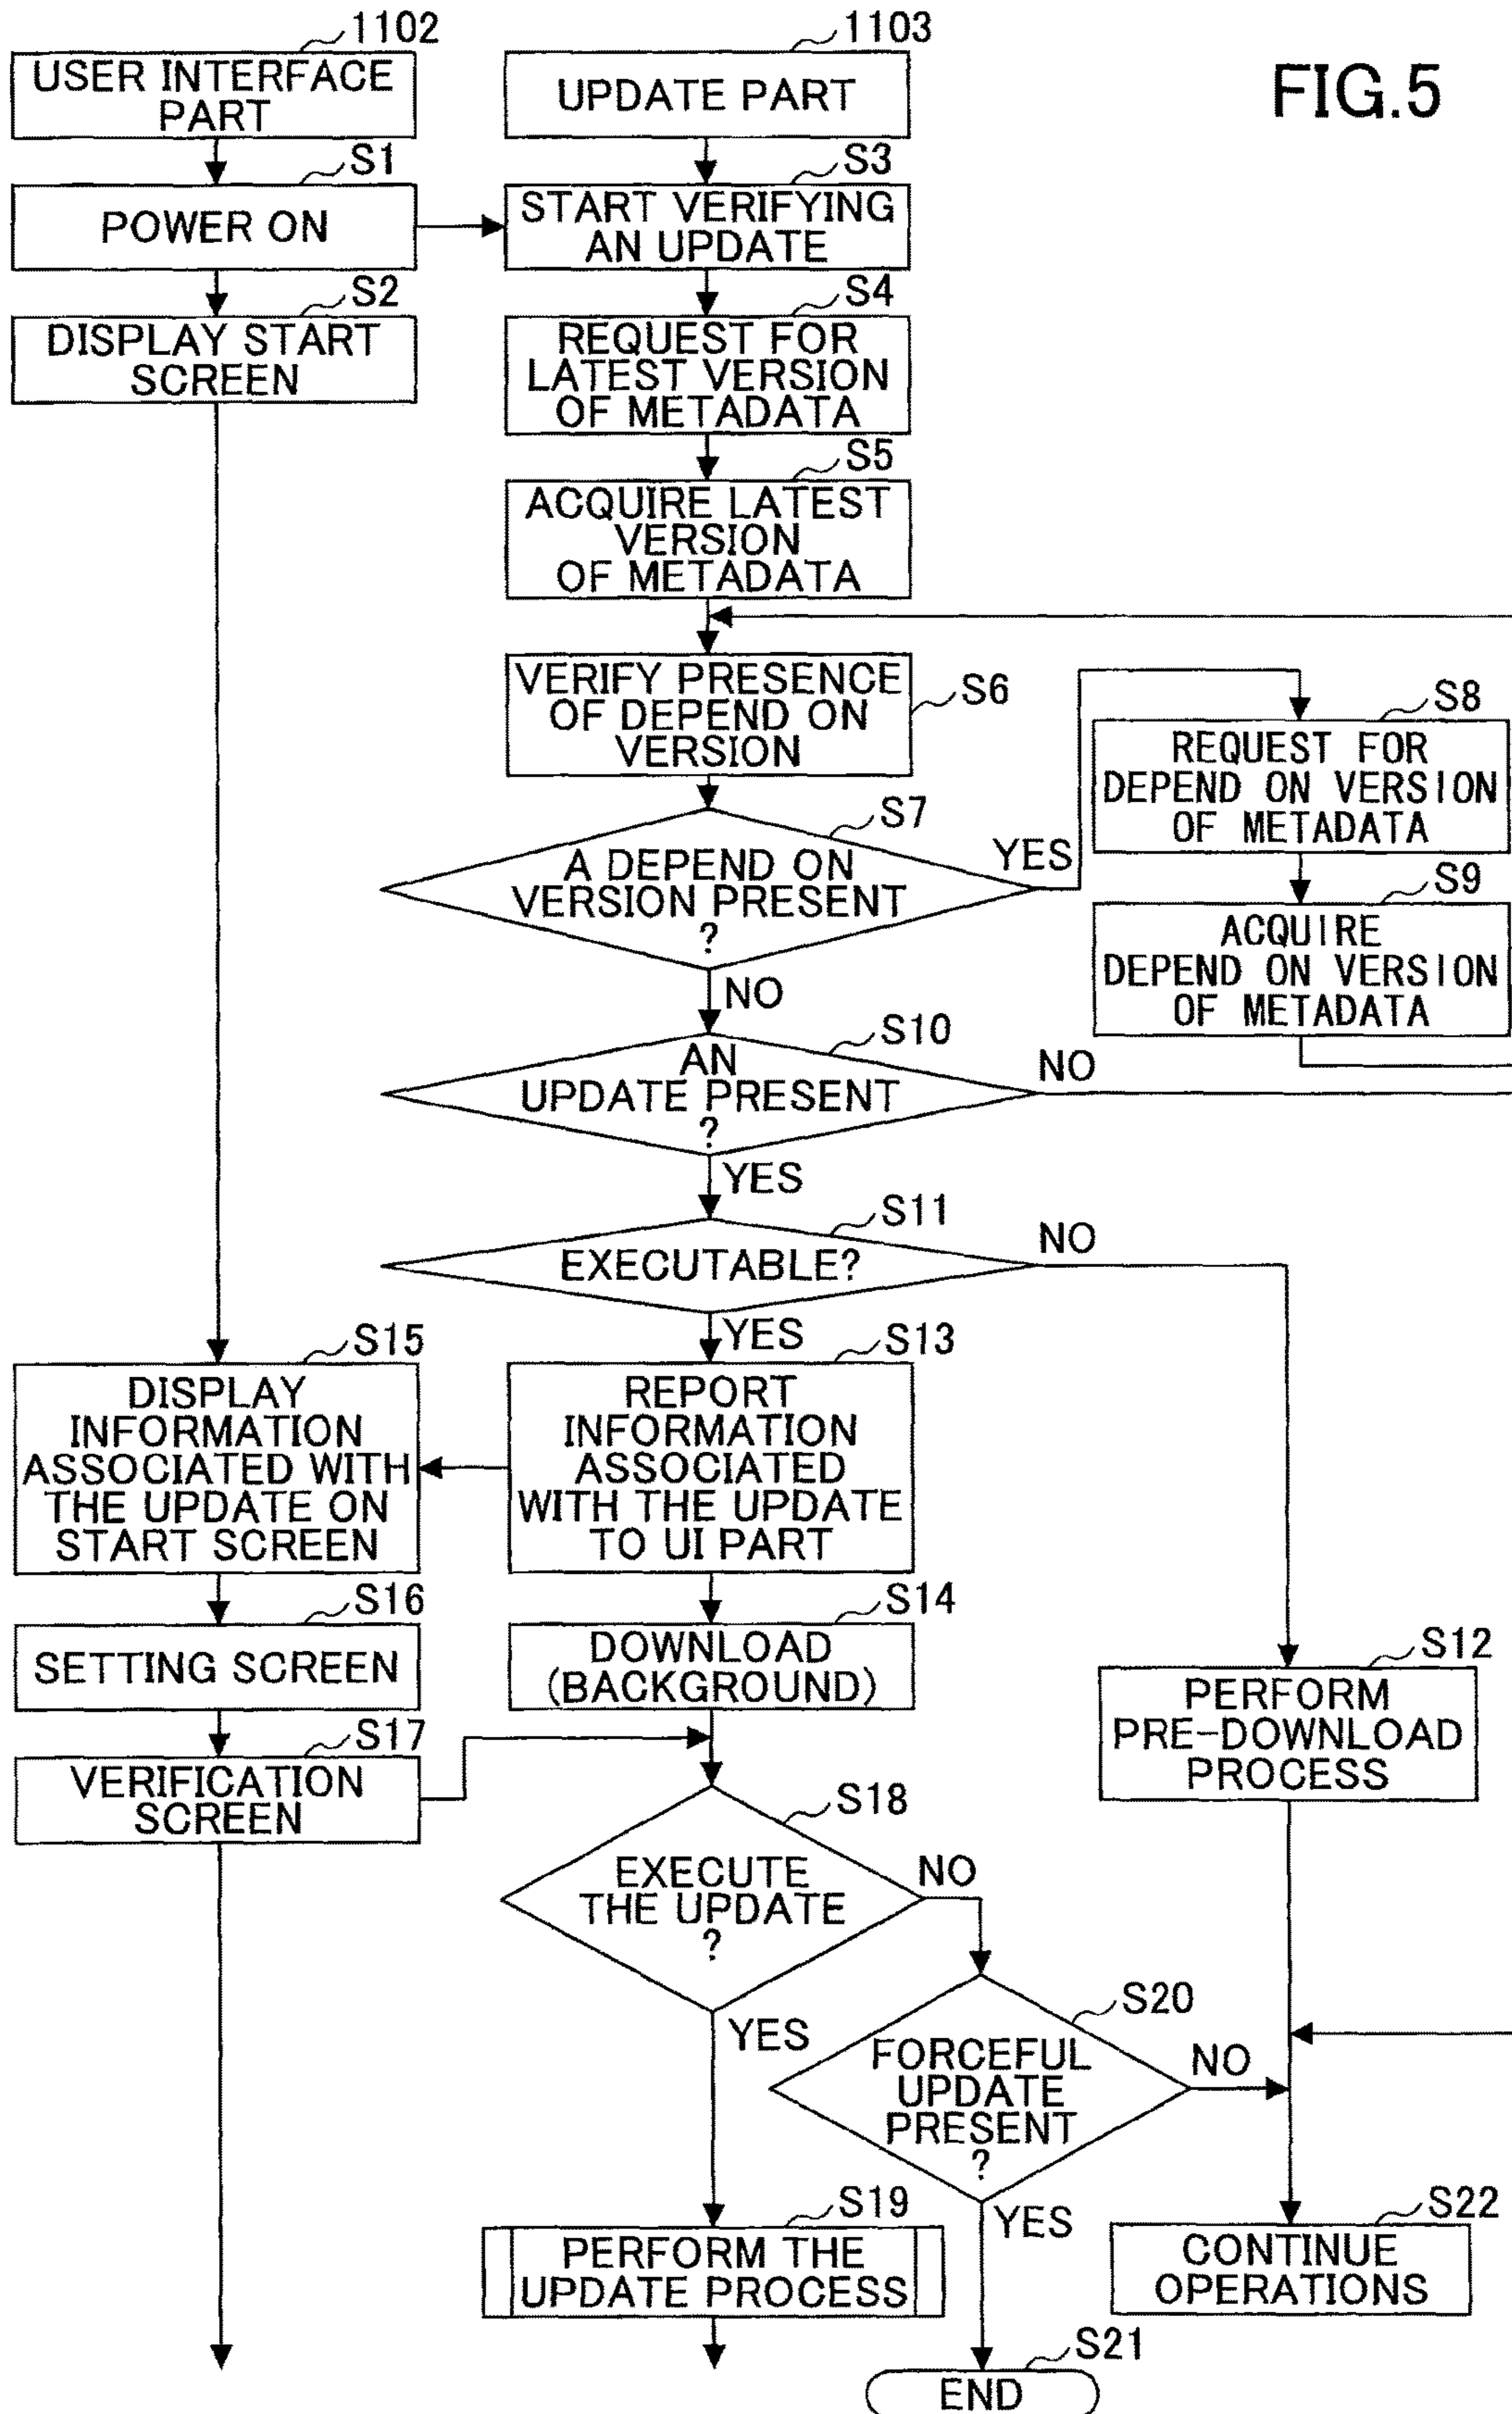 FIG.5
1102
USER INTERFACE
PART
1103
UPDATE PART
S1
POWER ON
S3
START VERIFYING
AN UPDATE
S2
DISPLAY START
SCREEN
S4
REQUEST FOR
LATEST VERSION
OF METADATA
S5
ACQUIRE LATEST
VERSION
OF METADATA
S6
VERIFY PRESENCE
OF DEPEND ON
VERSION
S7
A DEPEND ON
VERSION PRESENT
?
YES
NO
S8
REQUEST FOR
DEPEND ON VERSION
OF METADATA
S9
ACQUIRE
DEPEND ON VERSION
OF METADATA
S10
AN
UPDATE PRESENT
?
NO
YES
S11
EXECUTABLE?
NO
YES
S15
DISPLAY
INFORMATION
ASSOCIATED WITH
THE UPDATE ON
START SCREEN
S13
REPORT
INFORMATION
ASSOCIATED
WITH THE UPDATE
TO UI PART
S16
SETTING SCREEN
S14
DOWNLOAD
(BACKGROUND)
S12
PERFORM
PRE-DOWNLOAD
PROCESS
S17
VERIFICATION
SCREEN
S18
EXECUTE
THE UPDATE
?
NO
YES
S20
FORCEFUL
UPDATE
PRESENT
?
NO
YES
S19
PERFORM THE
UPDATE PROCESS
S22
CONTINUE
OPERATIONS
S21
END